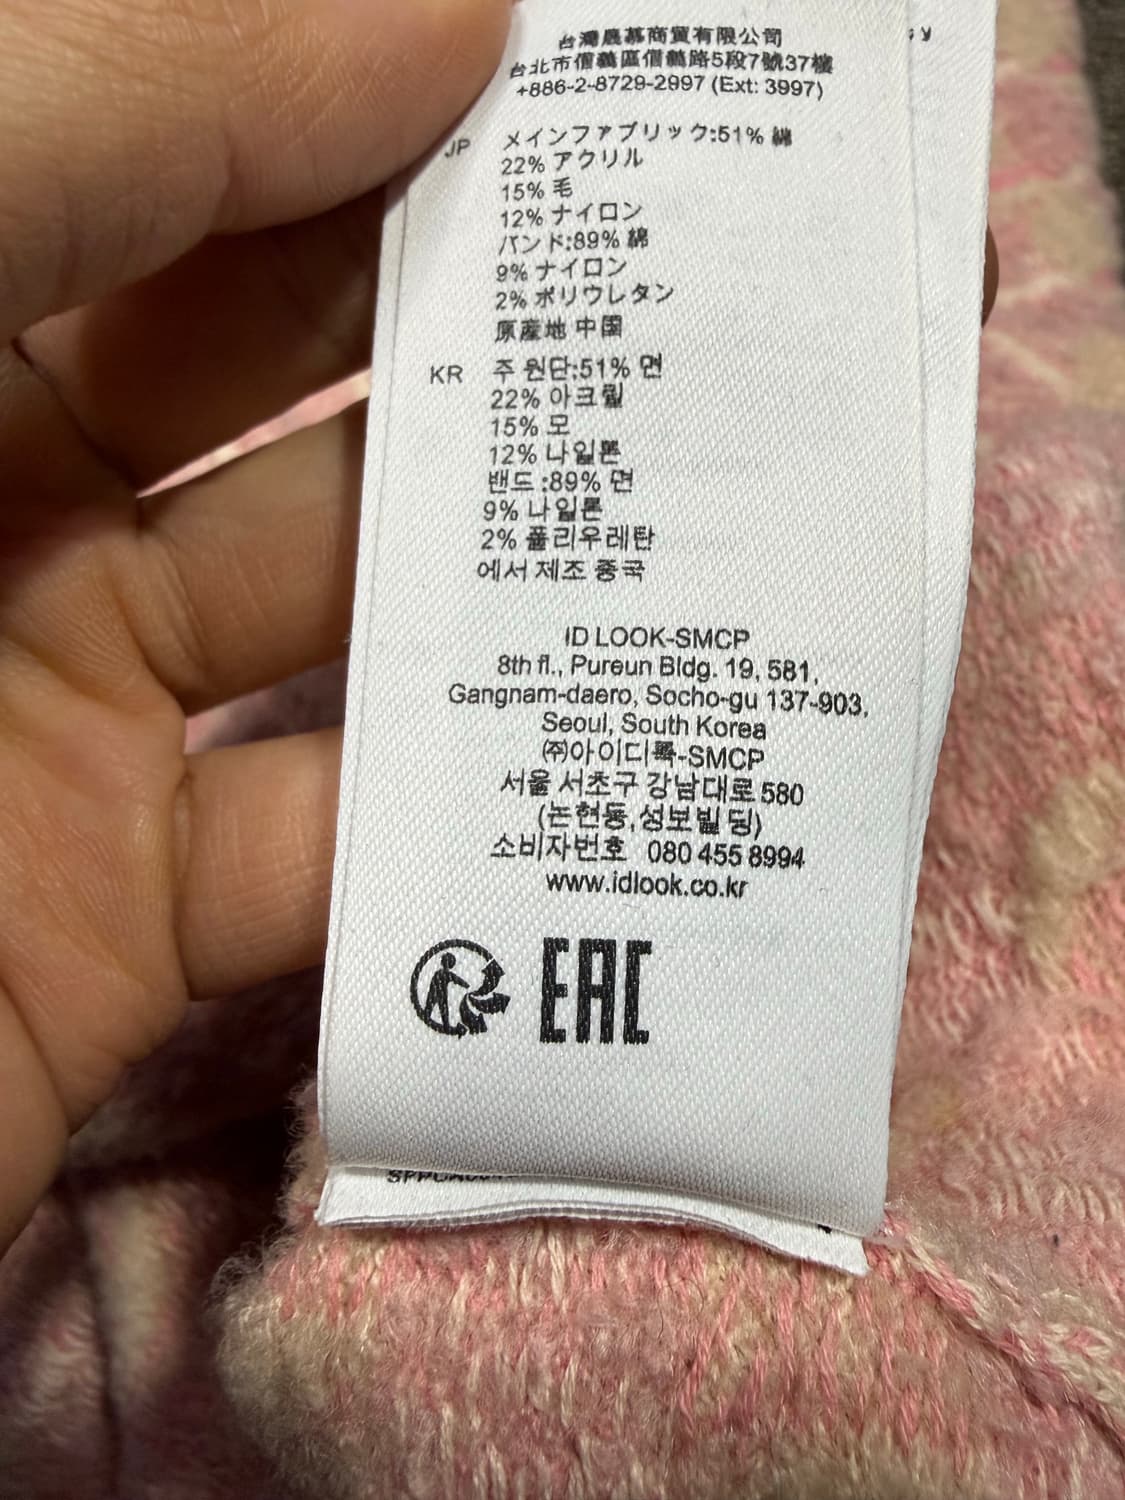 台灣晨慕商貿有限公司
台北市信義區信義路5段7號37樓
+886-2-8729-2997 (Ext: 3997)
JP メインファブリック:51% 綿
22% アクリル
15% 毛
12% ナイロン
バンド:89% 綿
9% ナイロン
2% ポリウレタン
原産地 中国
KR 주 원단:51% 면
22% 아크릴
15% 모
12% 나일론
밴드:89% 면
9% 나일론
2% 폴리우레탄
에서 제조 중국
ID LOOK-SMCP
8th fl., Pureun Bldg. 19, 581,
Gangnam-daero, Socho-gu 137-903,
Seoul, South Korea
㈜아이디룩-SMCP
서울 서초구 강남대로 580
(논현동,성보빌딩)
소비자번호 080 455 8994
www.idlook.co.kr
EAC